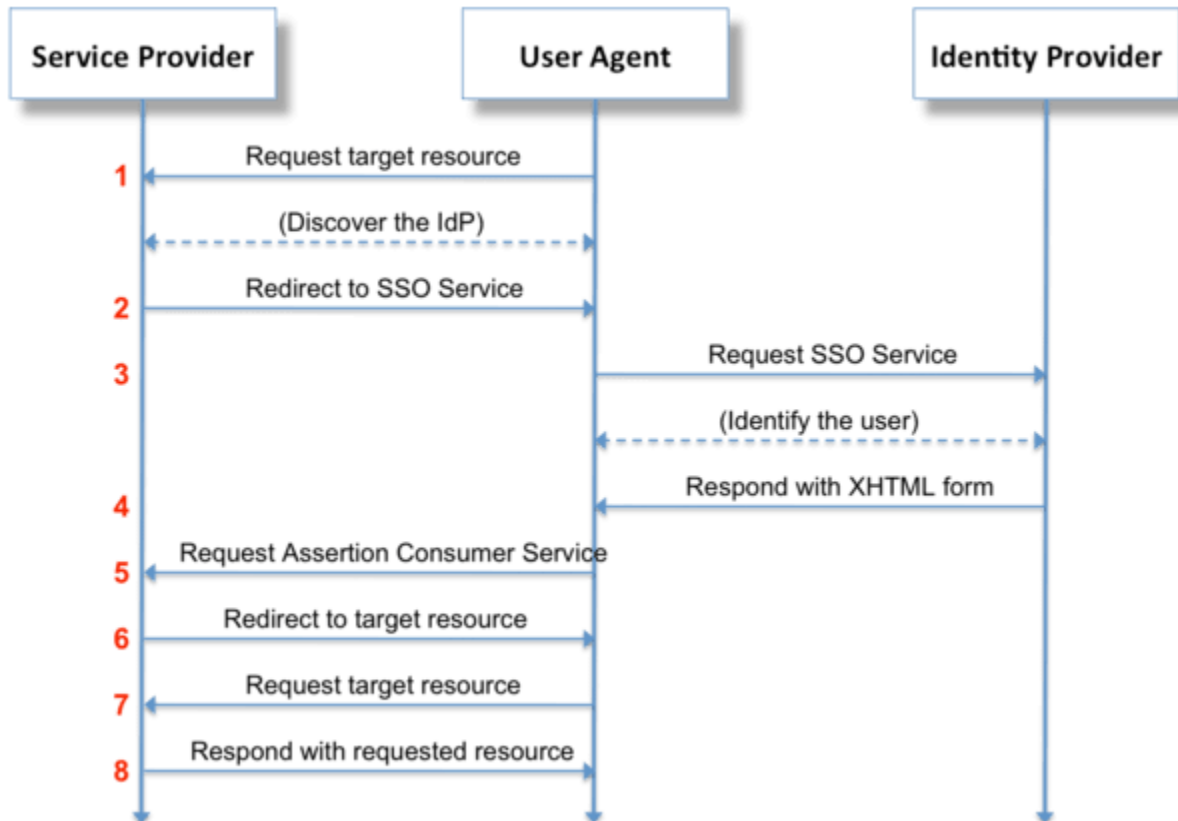 Service Provider
User Agent
Identity Provider
1
Request target resource
(Discover the IdP)
2
Redirect to SSO Service
3
Request SSO Service
(Identify the user)
4
Respond with XHTML form
5
Request Assertion Consumer Service
6
Redirect to target resource
7
Request target resource
8
Respond with requested resource